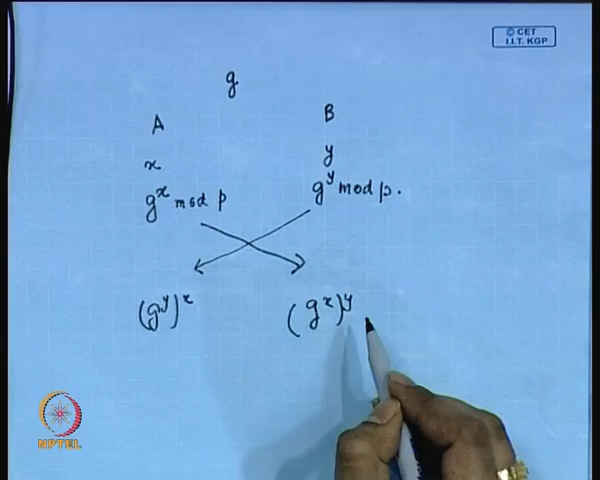 © CET
I.I.T. KGP
g
A B
x y
g^x mod p g^y mod p.
(g^y)^x (g^x)^y
NPTEL